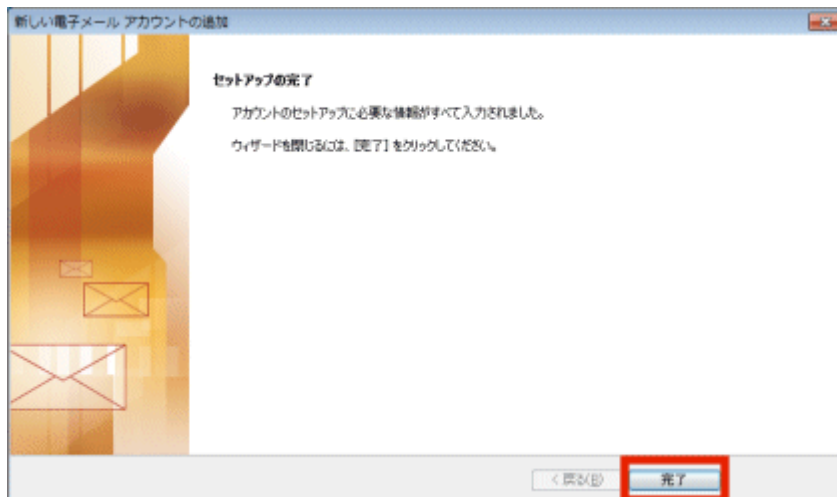 新しい電子メール アカウントの追加
セットアップの完了
アカウントのセットアップに必要な情報がすべて入力されました。
ウィザードを閉じるには、[完了] をクリックしてください。
< 戻る(B)
完了